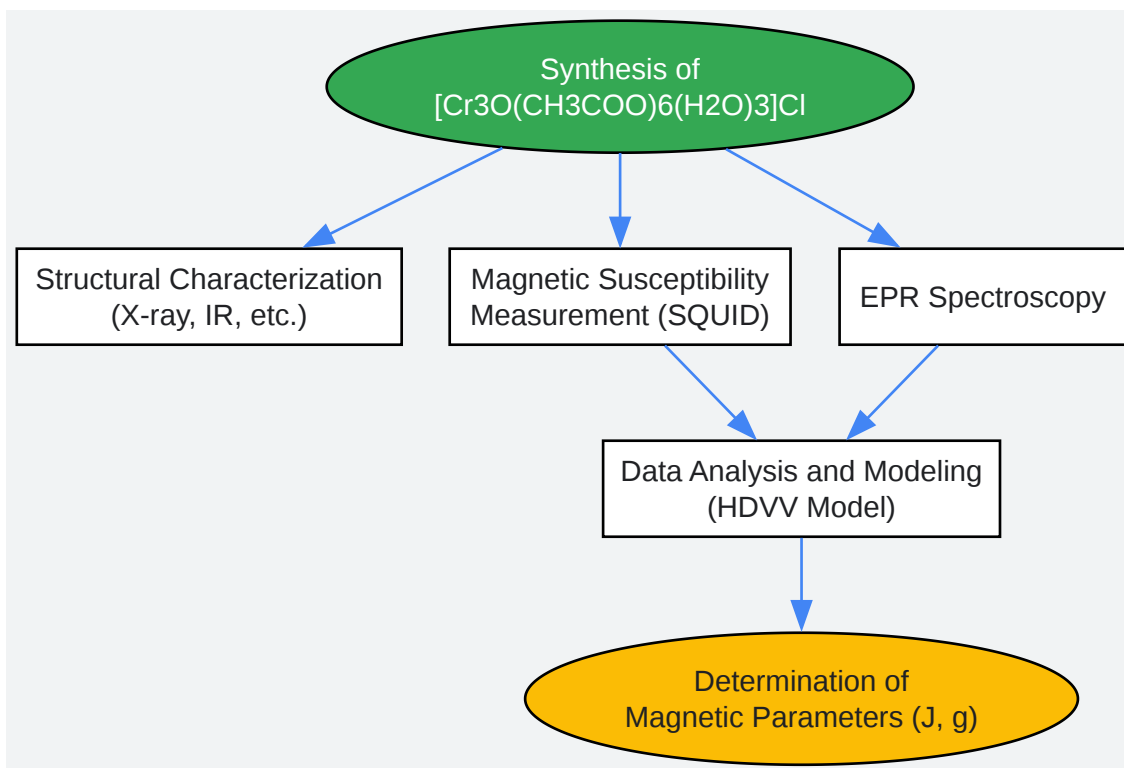 Synthesis of
[Cr3O(CH3COO)6(H2O)3]Cl
Structural Characterization
(X-ray, IR, etc.)
Magnetic Susceptibility
Measurement (SQUID)
EPR Spectroscopy
Data Analysis and Modeling
(HDVV Model)
Determination of
Magnetic Parameters (J, g)